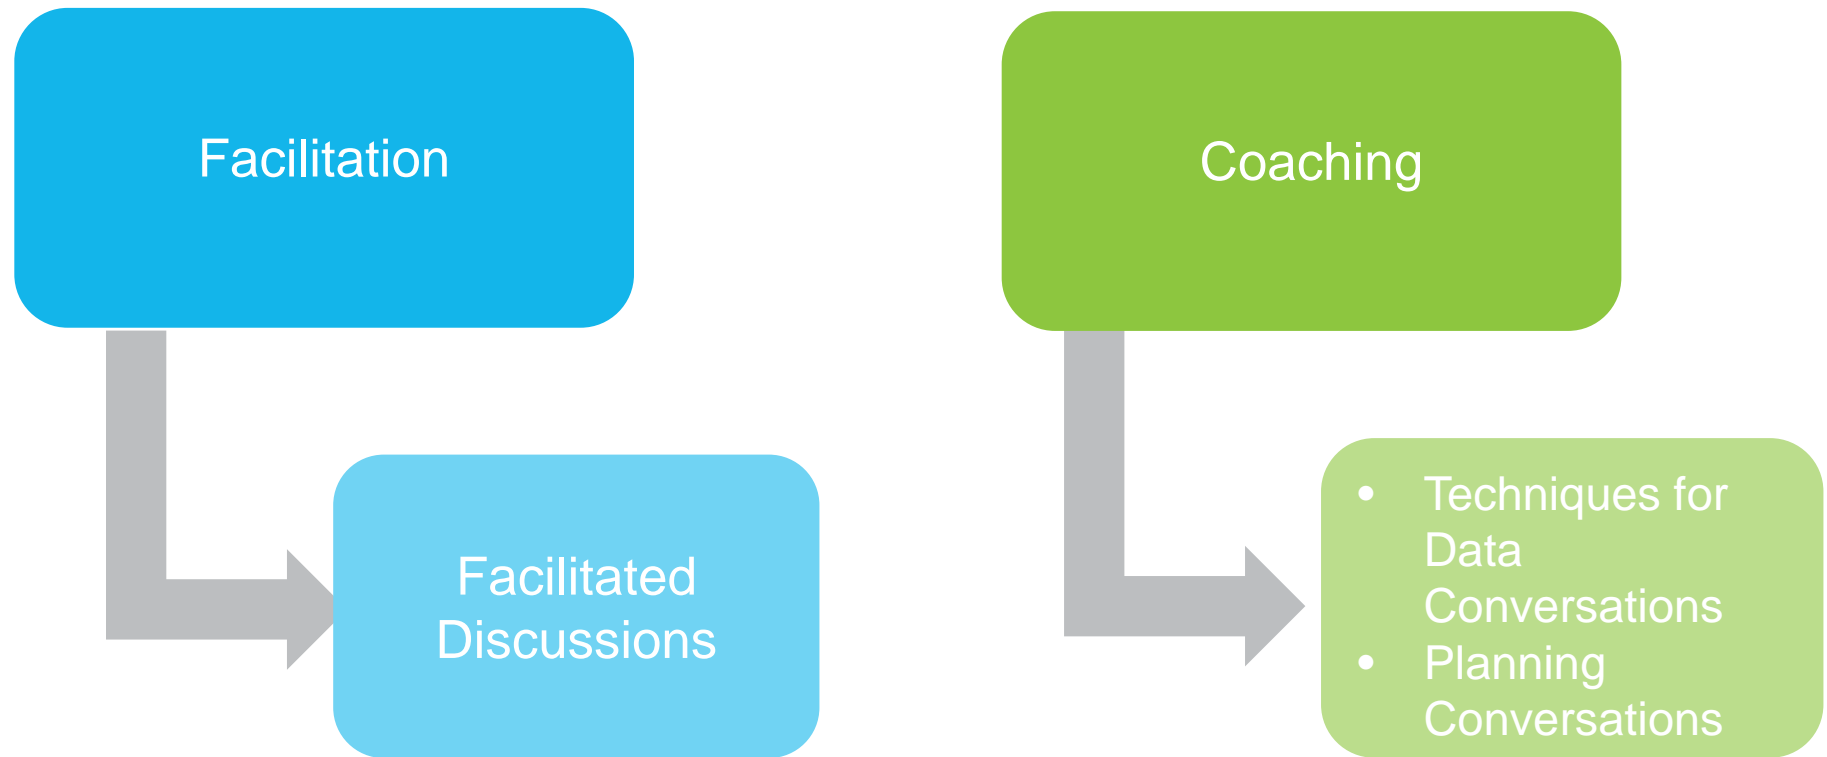 Facilitation
Coaching
Facilitated
Discussions
• Techniques for
Data
Conversations
• Planning
Conversations